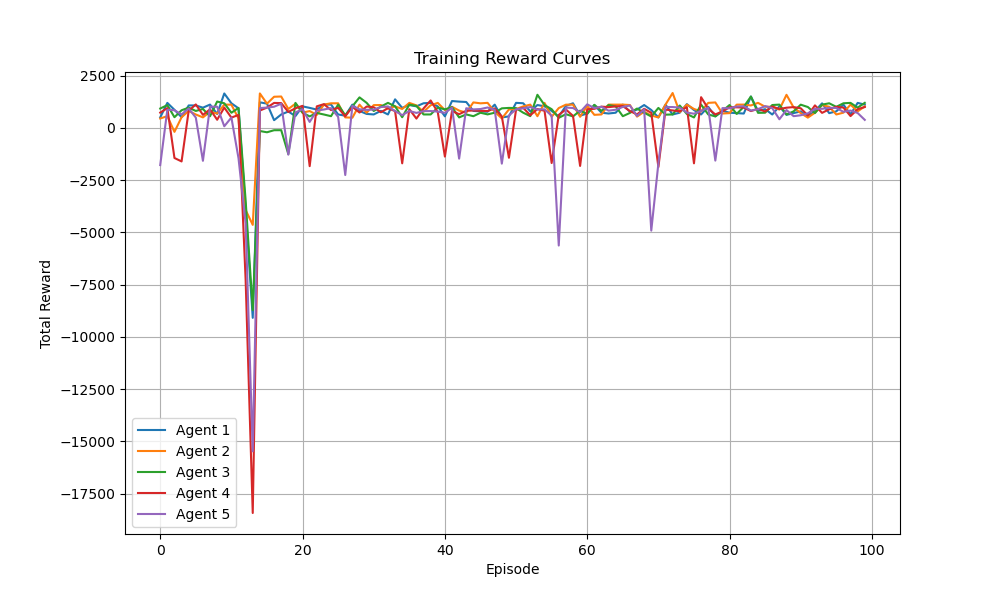 Training Reward Curves
2500
0
−2500
−5000
−7500
−10000
−12500
−15000
−17500
Total Reward
Agent 1
Agent 2
Agent 3
Agent 4
Agent 5
0 20 40 60 80 100
Episode